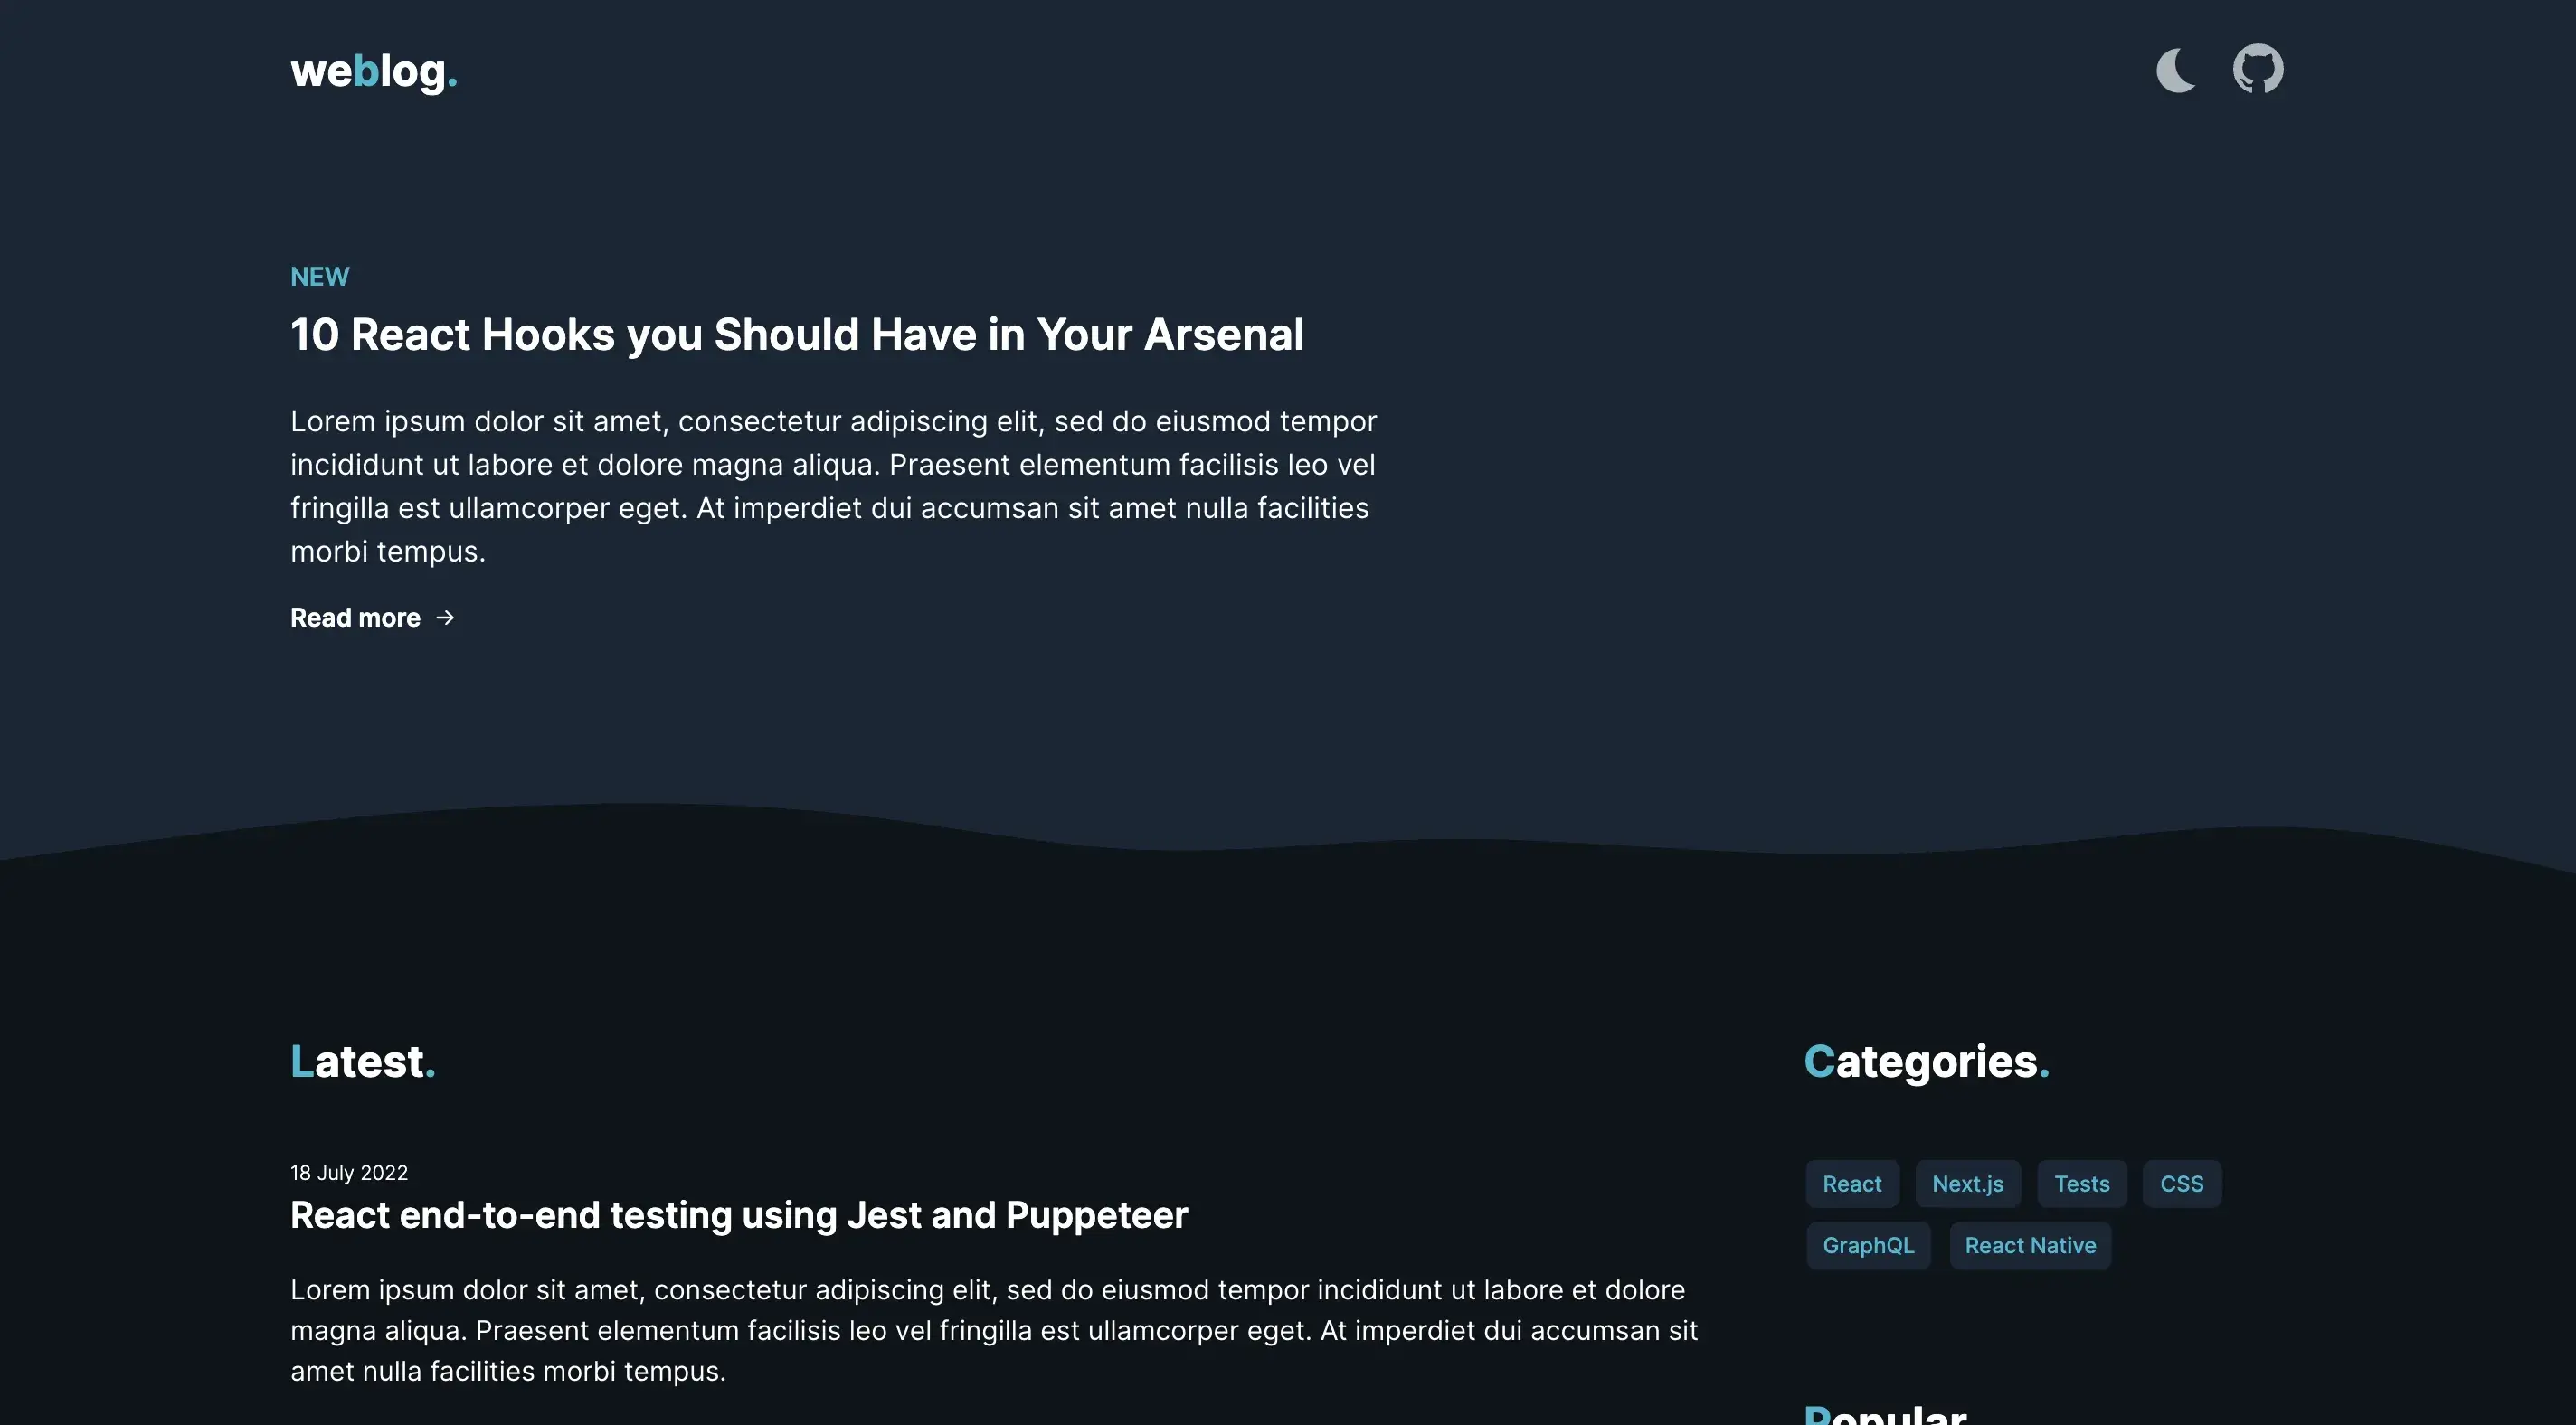 weblog.
NEW
10 React Hooks you Should Have in Your Arsenal
Lorem ipsum dolor sit amet, consectetur adipiscing elit, sed do eiusmod tempor
incididunt ut labore et dolore magna aliqua. Praesent elementum facilisis leo vel
fringilla est ullamcorper eget. At imperdiet dui accumsan sit amet nulla facilities
morbi tempus.
Read more →
Latest.
18 July 2022
React end-to-end testing using Jest and Puppeteer
Lorem ipsum dolor sit amet, consectetur adipiscing elit, sed do eiusmod tempor incididunt ut labore et dolore
magna aliqua. Praesent elementum facilisis leo vel fringilla est ullamcorper eget. At imperdiet dui accumsan sit
amet nulla facilities morbi tempus.
Categories.
React Next.js Tests CSS
GraphQL React Native
Popular